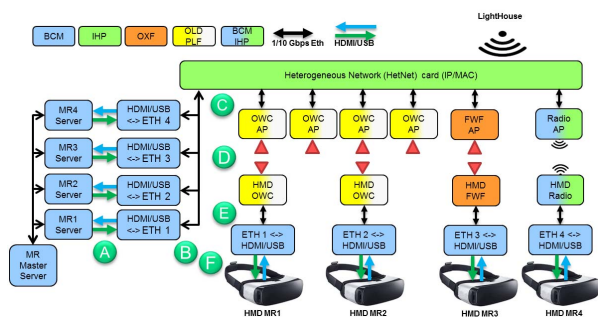 LightHouse
BCM
IHP
OXF
OLD
PLF
BCM
IHP
1/10 Gbps Eth
HDMI/USB
Heterogeneous Network (HetNet) card (IP/MAC)
MR4
Server
HDMI/USB
<-> ETH 4
MR3
Server
HDMI/USB
<-> ETH 3
MR2
Server
HDMI/USB
<-> ETH 2
MR1
Server
HDMI/USB
<-> ETH 1
MR
Master
Server
A
B
C
D
E
F
OWC
AP
OWC
AP
OWC
AP
OWC
AP
FWF
AP
Radio
AP
HMD
OWC
HMD
OWC
HMD
FWF
HMD
Radio
ETH 1 <->
HDMI/USB
ETH 2 <->
HDMI/USB
ETH 3 <->
HDMI/USB
ETH 4 <->
HDMI/USB
HMD MR1
HMD MR2
HMD MR3
HMD MR4